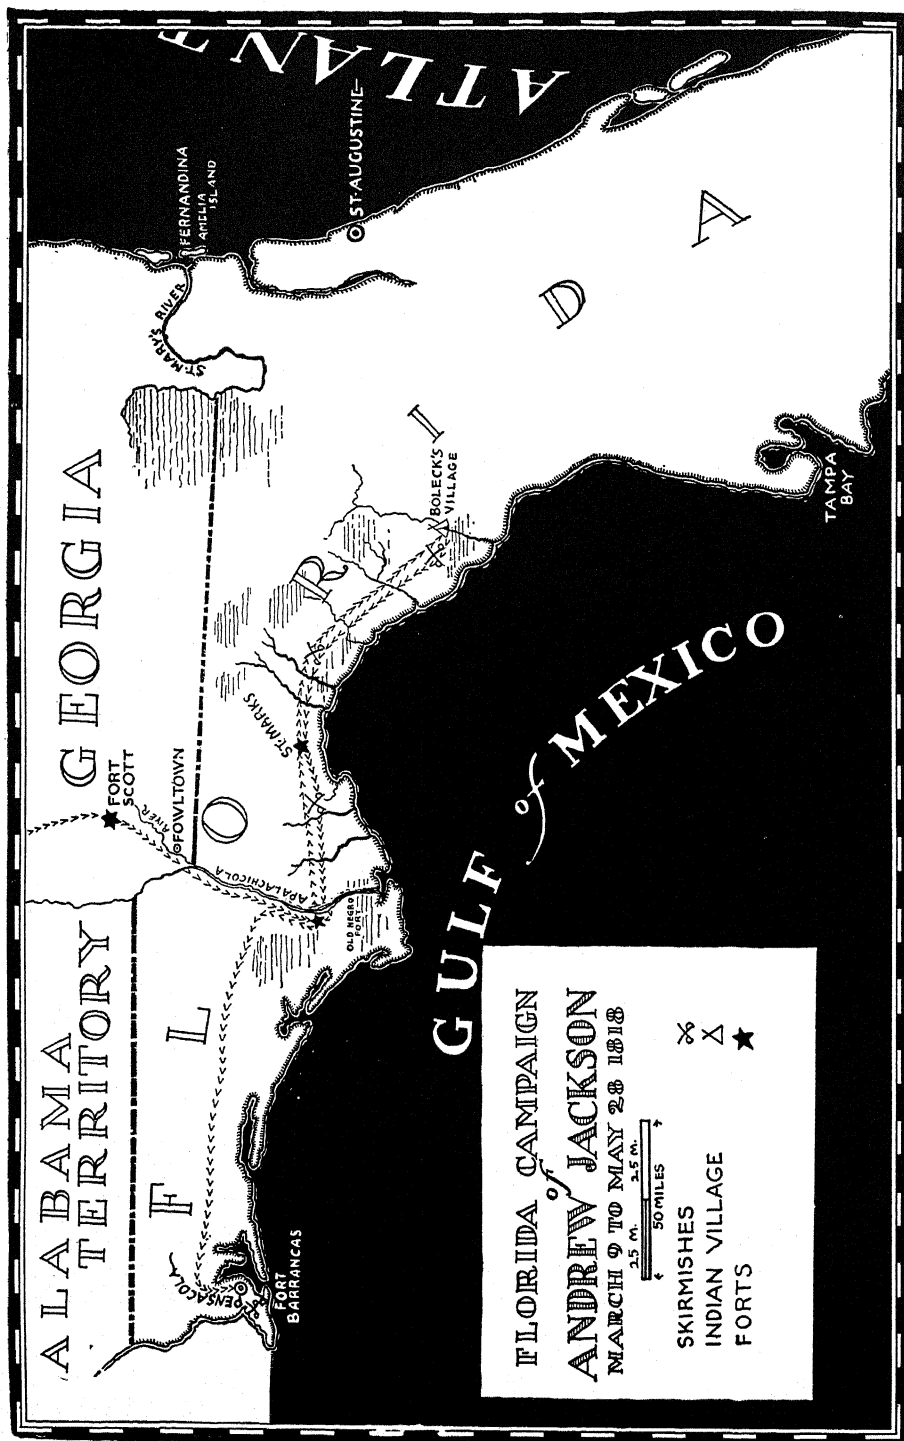 ALABAMA
TERRITORY
GEORGIA
FLORIDA
ATLANT
GULF of MEXICO
FORT
SCOTT
RIVER
FOWLTOWN
APALACHICOLA
OLD NEGRO
FORT
ST·MARKS
BOLECK'S
VILLAGE
ST·MARY'S RIVER
FERNANDINA
AMELIA
ISLAND
ST·AUGUSTINE
TAMPA
BAY
PENSACOLA
FORT
BARRANCAS
FLORIDA CAMPAIGN
of
ANDREW JACKSON
MARCH 9 TO MAY 28 1818
25 M. 25 M.
50 MILES
SKIRMISHES
INDIAN VILLAGE
FORTS